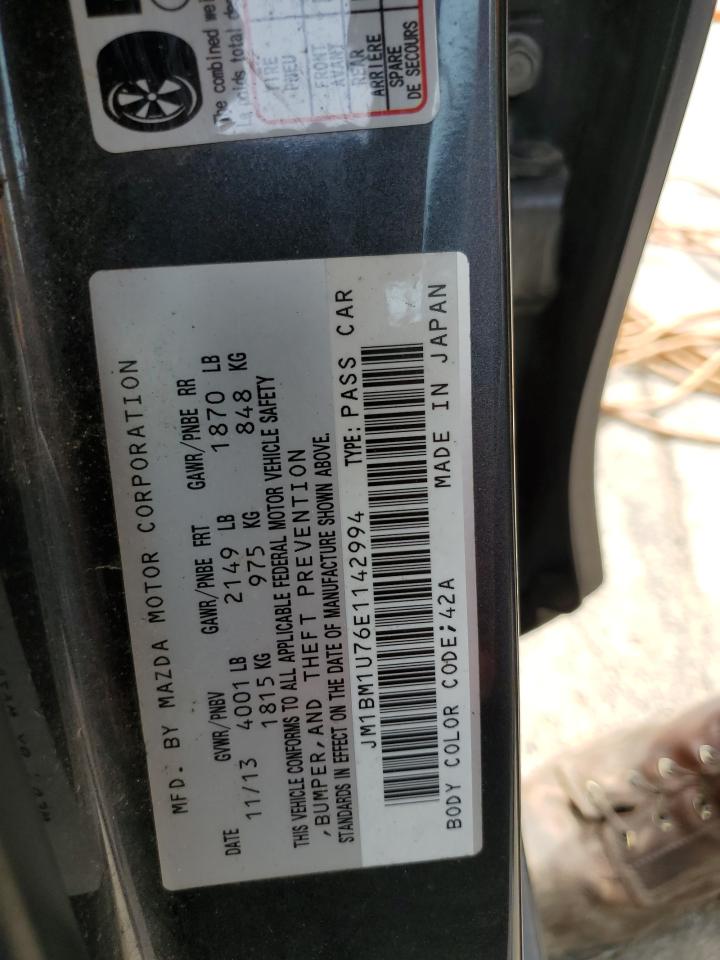 The combined wei
TIRE
PNEU
FRONT
AVANT
REAR
ARRIÈRE
SPARE
DE SECOURS
MFD. BY MAZDA MOTOR CORPORATION
DATE GVWR/PNBV GAWR/PNBE FRT GAWR/PNBE RR
11/13 4001 LB 2149 LB 1870 LB
1815 KG 975 KG 848 KG
THIS VEHICLE CONFORMS TO ALL APPLICABLE FEDERAL MOTOR VEHICLE SAFETY
,BUMPER,AND THEFT PREVENTION
STANDARDS IN EFFECT ON THE DATE OF MANUFACTURE SHOWN ABOVE.
JM1BM1U76E1142994 TYPE: PASS CAR
BODY COLOR CODE;42A MADE IN JAPAN